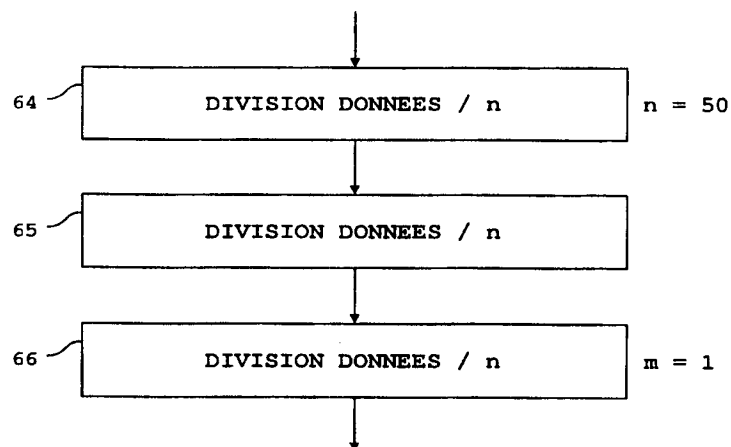 64 DIVISION DONNEES / n n = 50
65 DIVISION DONNEES / n
66 DIVISION DONNEES / n m = 1